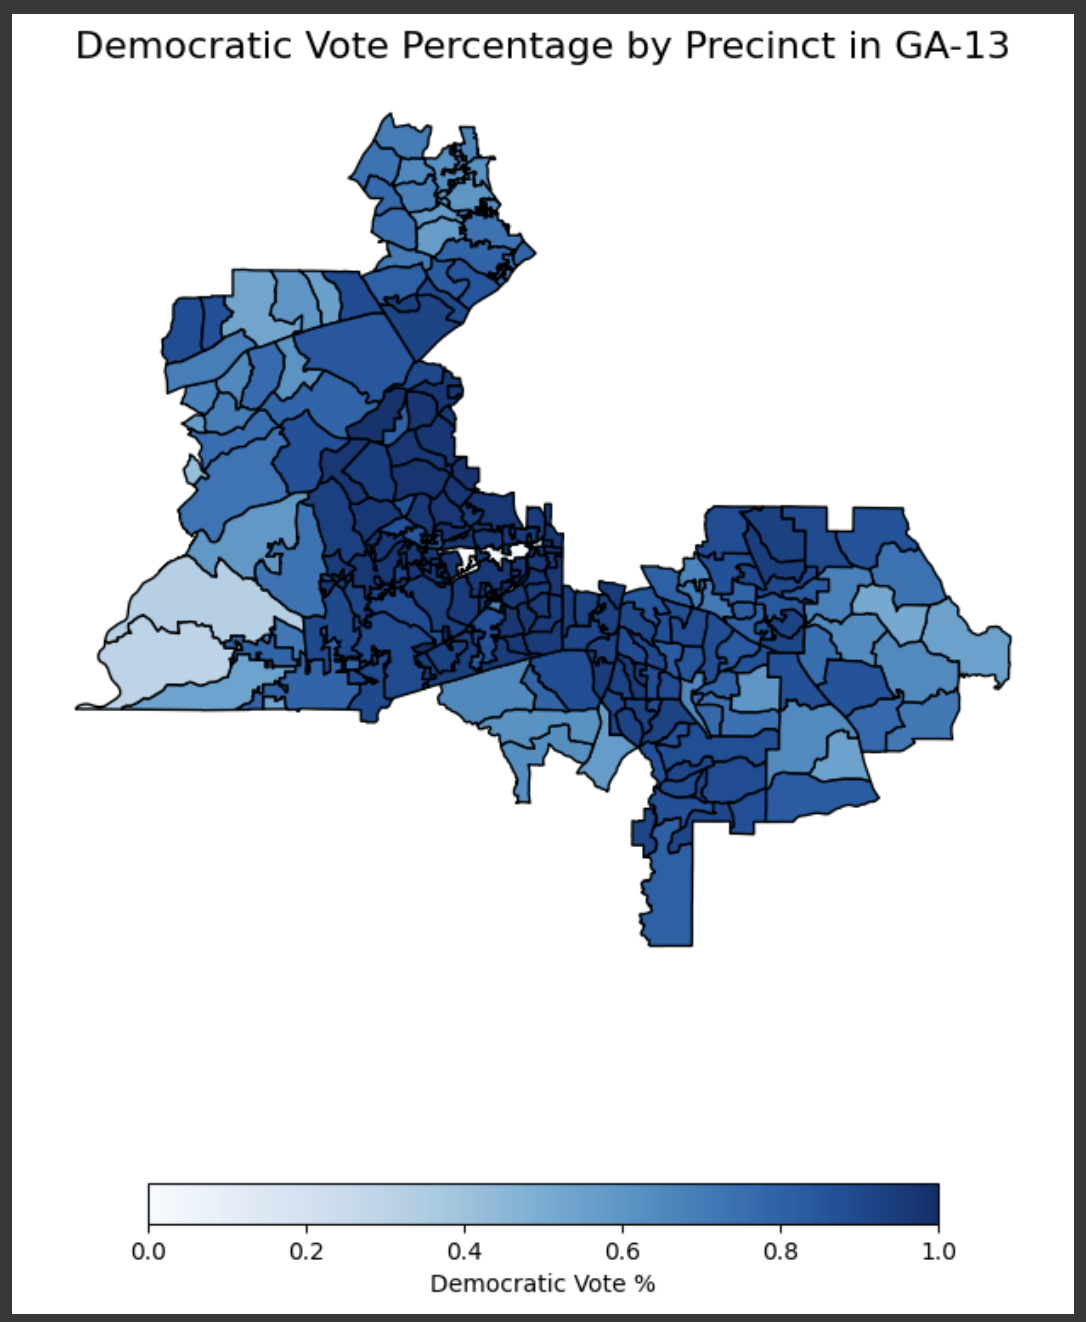 Democratic Vote Percentage by Precinct in GA-13
0.0 0.2 0.4 0.6 0.8 1.0
Democratic Vote %